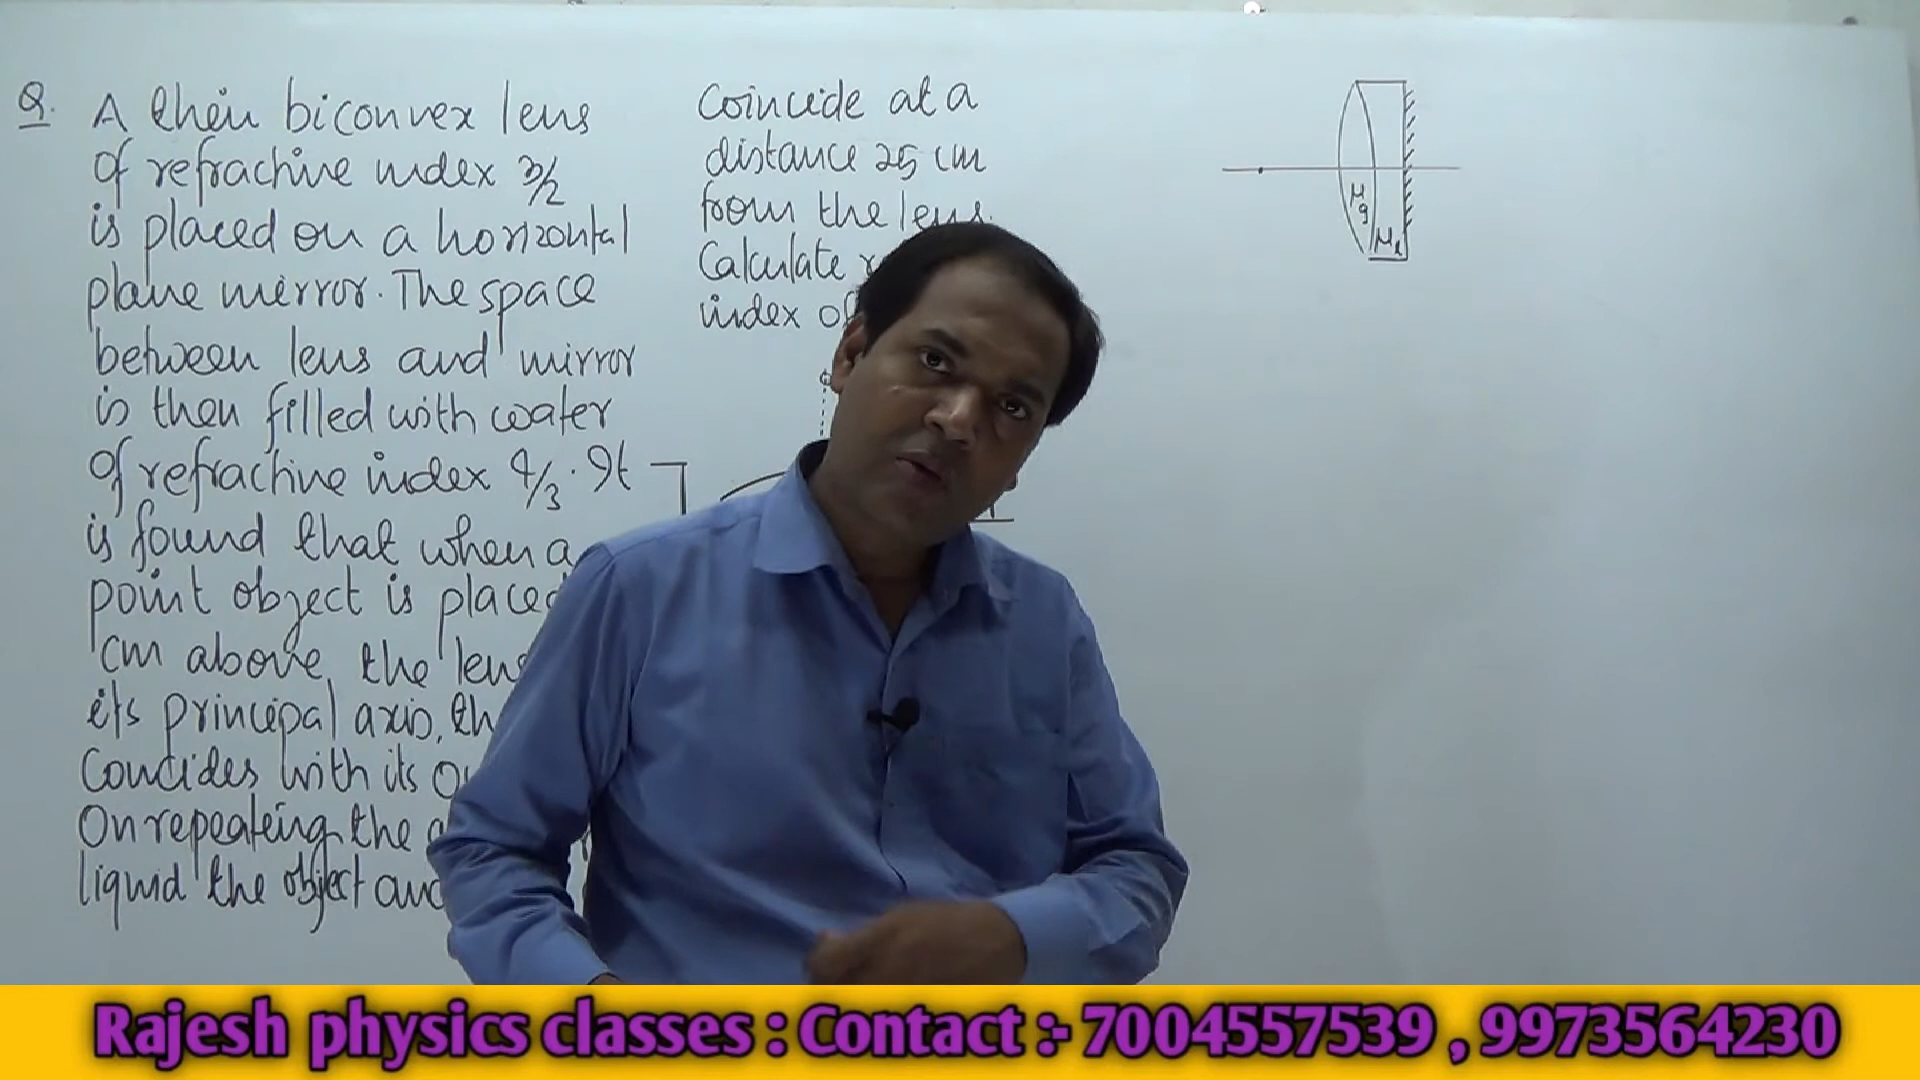 Q. A thin biconvex lens
of refractive index 3/2
is placed on a horizontal
plane mirror. The space
between lens and mirror
is then filled with water
of refractive index 4/3. It
is found that when a
point object is placed
cm above the lens
its principal axis, th
Concides with its O
On repeating the a
liquid the object and
Coincide at a
distance 25 cm
from the lens.
Calculate
index of
μg
Rajesh physics classes : Contact :- 7004557539 , 9973564230